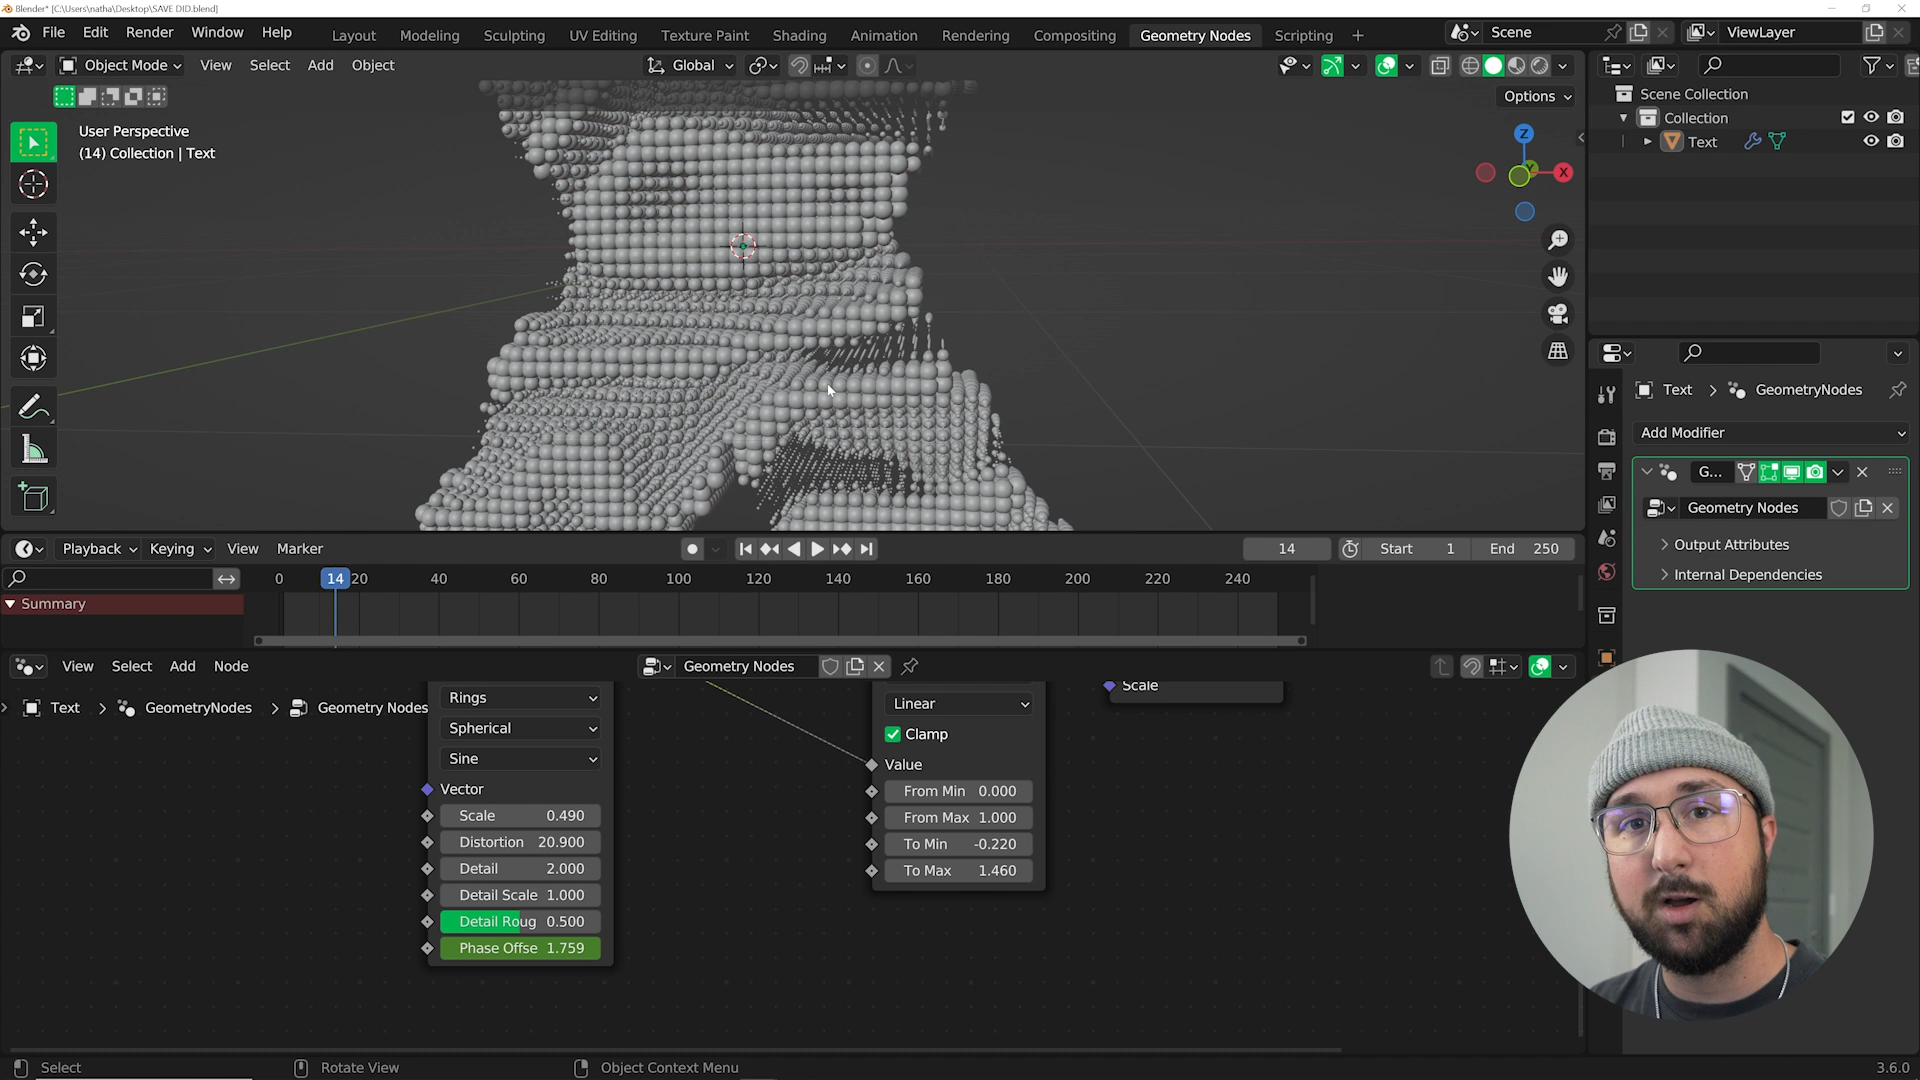 Blender* [C:\Users\natha\Desktop\SAVE DID.blend]
File Edit Render Window Help
Layout Modeling Sculpting UV Editing Texture Paint Shading Animation Rendering Compositing Geometry Nodes Scripting +
Scene
ViewLayer
Object Mode View Select Add Object
Global
Options
User Perspective
(14) Collection | Text
Z
Y
X
Scene Collection
Collection
Text
Text > GeometryNodes
Add Modifier
G...
Geometry Nodes
Output Attributes
Internal Dependencies
Playback Keying View Marker
14
Start 1
End 250
0 14 20 40 60 80 100 120 140 160 180 200 220 240
Summary
View Select Add Node
Geometry Nodes
Text > GeometryNodes > Geometry Nodes
Rings
Spherical
Sine
Vector
Scale 0.490
Distortion 20.900
Detail 2.000
Detail Scale 1.000
Detail Roug 0.500
Phase Offse 1.759
Linear
Clamp
Value
From Min 0.000
From Max 1.000
To Min -0.220
To Max 1.460
Scale
Select
Rotate View
Object Context Menu
3.6.0